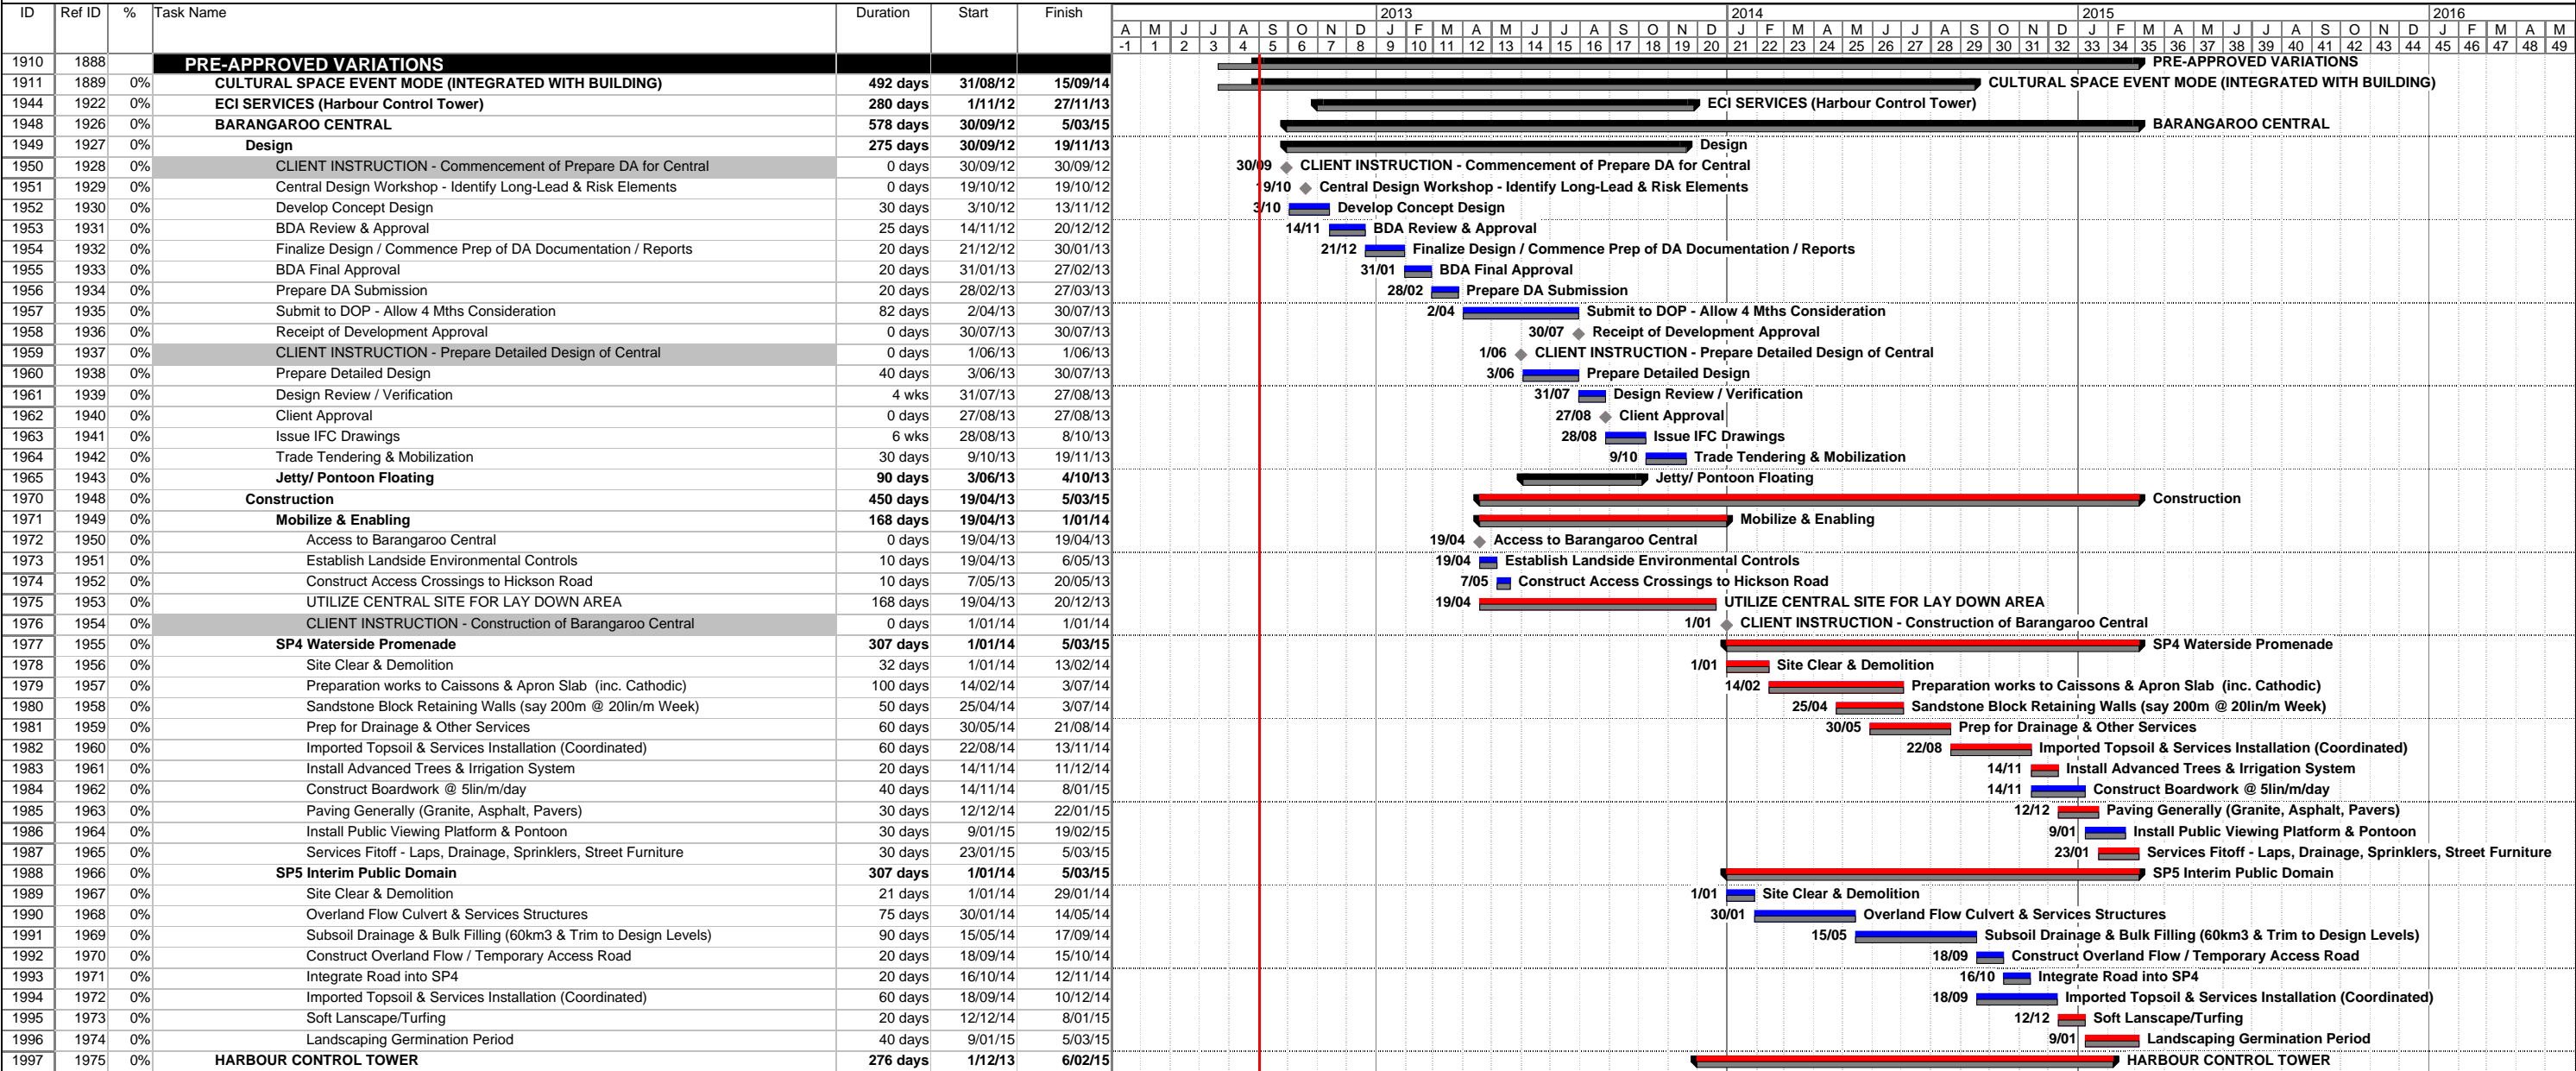 ID Ref ID % Task Name Duration Start Finish 2013 2014 2015 2016
A M J J A S O N D J F M A M J J A S O N D J F M A M J J A S O N D J F M A M J J A S O N D J F M A M
-1 1 2 3 4 5 6 7 8 9 10 11 12 13 14 15 16 17 18 19 20 21 22 23 24 25 26 27 28 29 30 31 32 33 34 35 36 37 38 39 40 41 42 43 44 45 46 47 48 49
1910 1888 PRE-APPROVED VARIATIONS PRE-APPROVED VARIATIONS
1911 1889 0% CULTURAL SPACE EVENT MODE (INTEGRATED WITH BUILDING) 492 days 31/08/12 15/09/14 CULTURAL SPACE EVENT MODE (INTEGRATED WITH BUILDING)
1944 1922 0% ECI SERVICES (Harbour Control Tower) 280 days 1/11/12 27/11/13 ECI SERVICES (Harbour Control Tower)
1948 1926 0% BARANGAROO CENTRAL 578 days 30/09/12 5/03/15 BARANGAROO CENTRAL
1949 1927 0% Design 275 days 30/09/12 19/11/13 Design
1950 1928 0% CLIENT INSTRUCTION - Commencement of Prepare DA for Central 0 days 30/09/12 30/09/12 30/09 CLIENT INSTRUCTION - Commencement of Prepare DA for Central
1951 1929 0% Central Design Workshop - Identify Long-Lead & Risk Elements 0 days 19/10/12 19/10/12 19/10 Central Design Workshop - Identify Long-Lead & Risk Elements
1952 1930 0% Develop Concept Design 30 days 3/10/12 13/11/12 3/10 Develop Concept Design
1953 1931 0% BDA Review & Approval 25 days 14/11/12 20/12/12 14/11 BDA Review & Approval
1954 1932 0% Finalize Design / Commence Prep of DA Documentation / Reports 20 days 21/12/12 30/01/13 21/12 Finalize Design / Commence Prep of DA Documentation / Reports
1955 1933 0% BDA Final Approval 20 days 31/01/13 27/02/13 31/01 BDA Final Approval
1956 1934 0% Prepare DA Submission 20 days 28/02/13 27/03/13 28/02 Prepare DA Submission
1957 1935 0% Submit to DOP - Allow 4 Mths Consideration 82 days 2/04/13 30/07/13 2/04 Submit to DOP - Allow 4 Mths Consideration
1958 1936 0% Receipt of Development Approval 0 days 30/07/13 30/07/13 30/07 Receipt of Development Approval
1959 1937 0% CLIENT INSTRUCTION - Prepare Detailed Design of Central 0 days 1/06/13 1/06/13 1/06 CLIENT INSTRUCTION - Prepare Detailed Design of Central
1960 1938 0% Prepare Detailed Design 40 days 3/06/13 30/07/13 3/06 Prepare Detailed Design
1961 1939 0% Design Review / Verification 4 wks 31/07/13 27/08/13 31/07 Design Review / Verification
1962 1940 0% Client Approval 0 days 27/08/13 27/08/13 27/08 Client Approval
1963 1941 0% Issue IFC Drawings 6 wks 28/08/13 8/10/13 28/08 Issue IFC Drawings
1964 1942 0% Trade Tendering & Mobilization 30 days 9/10/13 19/11/13 9/10 Trade Tendering & Mobilization
1965 1943 0% Jetty/ Pontoon Floating 90 days 3/06/13 4/10/13 Jetty/ Pontoon Floating
1970 1948 0% Construction 450 days 19/04/13 5/03/15 Construction
1971 1949 0% Mobilize & Enabling 168 days 19/04/13 1/01/14 Mobilize & Enabling
1972 1950 0% Access to Barangaroo Central 0 days 19/04/13 19/04/13 19/04 Access to Barangaroo Central
1973 1951 0% Establish Landside Environmental Controls 10 days 19/04/13 6/05/13 19/04 Establish Landside Environmental Controls
1974 1952 0% Construct Access Crossings to Hickson Road 10 days 7/05/13 20/05/13 7/05 Construct Access Crossings to Hickson Road
1975 1953 0% UTILIZE CENTRAL SITE FOR LAY DOWN AREA 168 days 19/04/13 20/12/13 19/04 UTILIZE CENTRAL SITE FOR LAY DOWN AREA
1976 1954 0% CLIENT INSTRUCTION - Construction of Barangaroo Central 0 days 1/01/14 1/01/14 1/01 CLIENT INSTRUCTION - Construction of Barangaroo Central
1977 1955 0% SP4 Waterside Promenade 307 days 1/01/14 5/03/15 SP4 Waterside Promenade
1978 1956 0% Site Clear & Demolition 32 days 1/01/14 13/02/14 1/01 Site Clear & Demolition
1979 1957 0% Preparation works to Caissons & Apron Slab (inc. Cathodic) 100 days 14/02/14 3/07/14 14/02 Preparation works to Caissons & Apron Slab (inc. Cathodic)
1980 1958 0% Sandstone Block Retaining Walls (say 200m @ 20lin/m Week) 50 days 25/04/14 3/07/14 25/04 Sandstone Block Retaining Walls (say 200m @ 20lin/m Week)
1981 1959 0% Prep for Drainage & Other Services 60 days 30/05/14 21/08/14 30/05 Prep for Drainage & Other Services
1982 1960 0% Imported Topsoil & Services Installation (Coordinated) 60 days 22/08/14 13/11/14 22/08 Imported Topsoil & Services Installation (Coordinated)
1983 1961 0% Install Advanced Trees & Irrigation System 20 days 14/11/14 11/12/14 14/11 Install Advanced Trees & Irrigation System
1984 1962 0% Construct Boardwork @ 5lin/m/day 40 days 14/11/14 8/01/15 14/11 Construct Boardwork @ 5lin/m/day
1985 1963 0% Paving Generally (Granite, Asphalt, Pavers) 30 days 12/12/14 22/01/15 12/12 Paving Generally (Granite, Asphalt, Pavers)
1986 1964 0% Install Public Viewing Platform & Pontoon 30 days 9/01/15 19/02/15 9/01 Install Public Viewing Platform & Pontoon
1987 1965 0% Services Fitoff - Laps, Drainage, Sprinklers, Street Furniture 30 days 23/01/15 5/03/15 23/01 Services Fitoff - Laps, Drainage, Sprinklers, Street Furniture
1988 1966 0% SP5 Interim Public Domain 307 days 1/01/14 5/03/15 SP5 Interim Public Domain
1989 1967 0% Site Clear & Demolition 21 days 1/01/14 29/01/14 1/01 Site Clear & Demolition
1990 1968 0% Overland Flow Culvert & Services Structures 75 days 30/01/14 14/05/14 30/01 Overland Flow Culvert & Services Structures
1991 1969 0% Subsoil Drainage & Bulk Filling (60km3 & Trim to Design Levels) 90 days 15/05/14 17/09/14 15/05 Subsoil Drainage & Bulk Filling (60km3 & Trim to Design Levels)
1992 1970 0% Construct Overland Flow / Temporary Access Road 20 days 18/09/14 15/10/14 18/09 Construct Overland Flow / Temporary Access Road
1993 1971 0% Integrate Road into SP4 20 days 16/10/14 12/11/14 16/10 Integrate Road into SP4
1994 1972 0% Imported Topsoil & Services Installation (Coordinated) 60 days 18/09/14 10/12/14 18/09 Imported Topsoil & Services Installation (Coordinated)
1995 1973 0% Soft Lanscape/Turfing 20 days 12/12/14 8/01/15 12/12 Soft Lanscape/Turfing
1996 1974 0% Landscaping Germination Period 40 days 9/01/15 5/03/15 9/01 Landscaping Germination Period
1997 1975 0% HARBOUR CONTROL TOWER 276 days 1/12/13 6/02/15 HARBOUR CONTROL TOWER